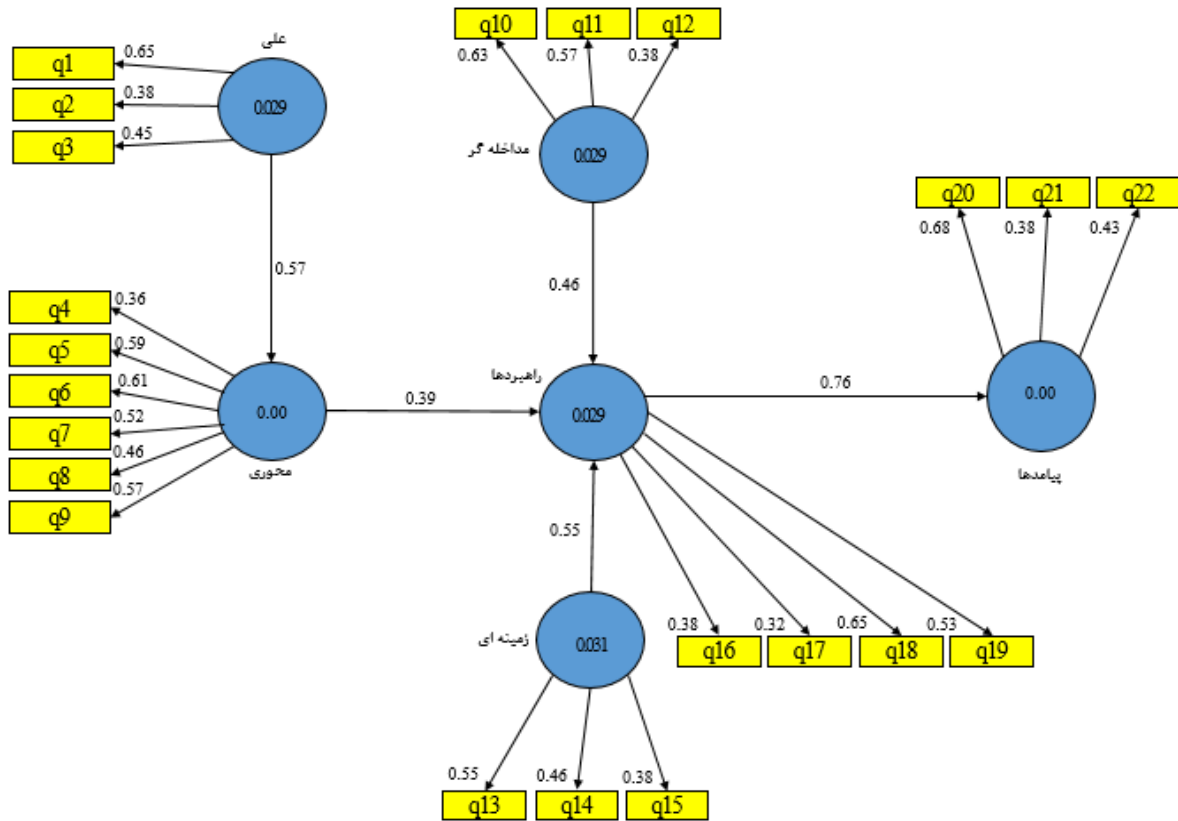 q10
q11
q12
0.63
0.57
0.38
علی
q1
0.65
q2
0.38
q3
0.45
0.029
مداخله گر
0.029
q20
q21
q22
0.68
0.38
0.43
0.57
0.46
q4
0.36
q5
0.59
q6
0.61
q7
0.52
q8
0.46
q9
0.57
0.00
محوری
0.39
راهبردها
0.029
0.76
0.00
پیامدها
0.55
زمینه ای
0.031
0.38
0.32
0.65
0.53
q16
q17
q18
q19
0.55
0.46
0.38
q13
q14
q15